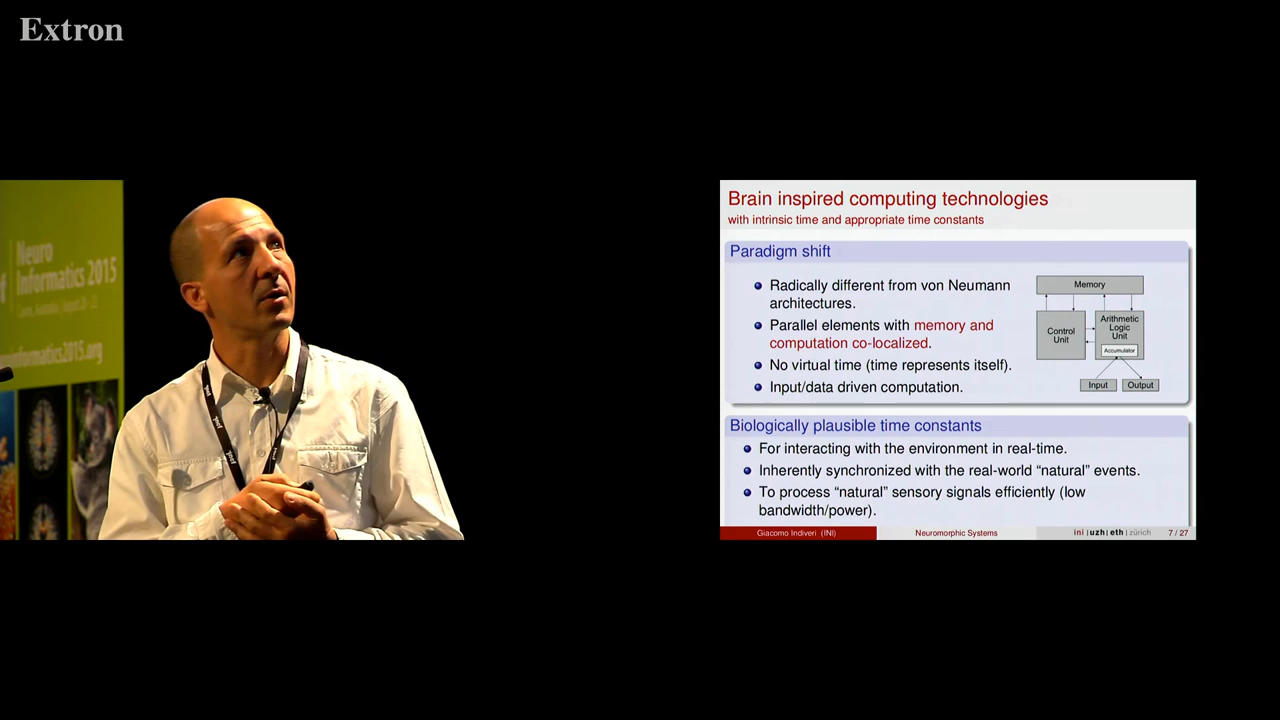 Extron
Neuro
Informatics 2015
informatics2015.org
Brain inspired computing technologies
with intrinsic time and appropriate time constants
Paradigm shift
Radically different from von Neumann
architectures.
Parallel elements with memory and
computation co-localized.
No virtual time (time represents itself).
Input/data driven computation.
Memory
Control
Unit
Arithmetic
Logic
Unit
Accumulator
Input
Output
Biologically plausible time constants
For interacting with the environment in real-time.
Inherently synchronized with the real-world “natural” events.
To process “natural” sensory signals efficiently (low
bandwidth/power).
Giacomo Indiveri (INI)
Neuromorphic Systems
ini | uzh | eth | zürich
7 / 27